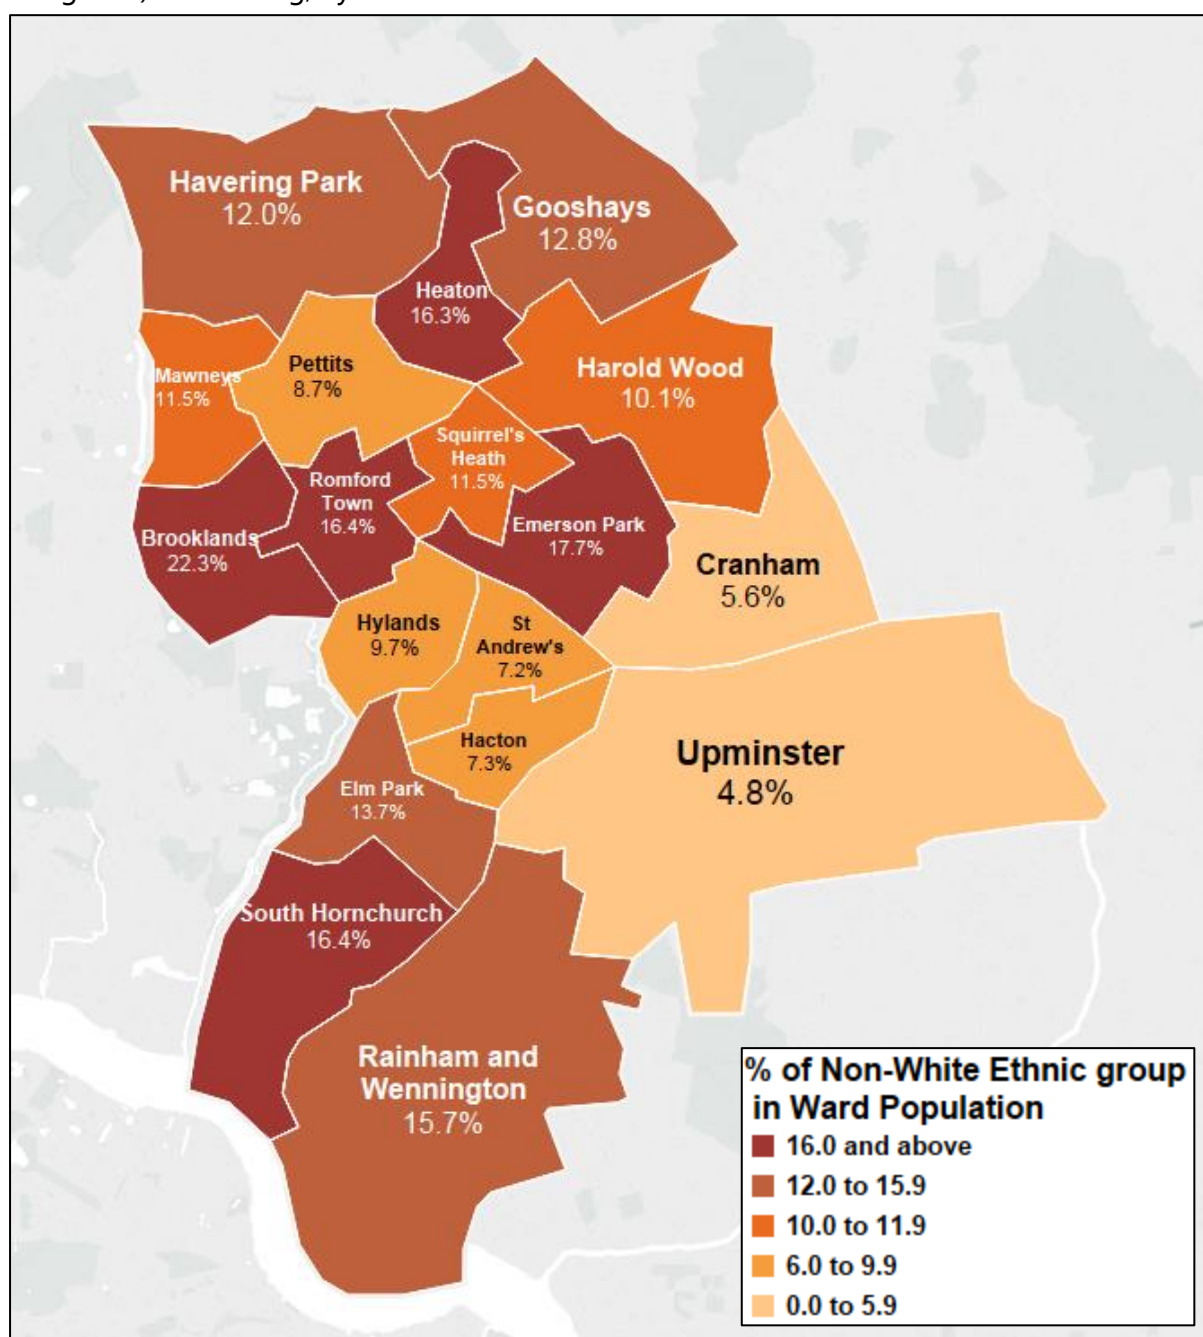 Havering Park
12.0%
Gooshays
12.8%
Heaton
16.3%
Pettits
8.7%
Mawneys
11.5%
Harold Wood
10.1%
Squirrel's
Heath
11.5%
Romford
Town
16.4%
Emerson Park
17.7%
Brooklands
22.3%
Cranham
5.6%
Hylands
9.7%
St
Andrew's
7.2%
Hacton
7.3%
Upminster
4.8%
Elm Park
13.7%
South Hornchurch
16.4%
Rainham and
Wennington
15.7%
% of Non-White Ethnic group
in Ward Population
16.0 and above
12.0 to 15.9
10.0 to 11.9
6.0 to 9.9
0.0 to 5.9